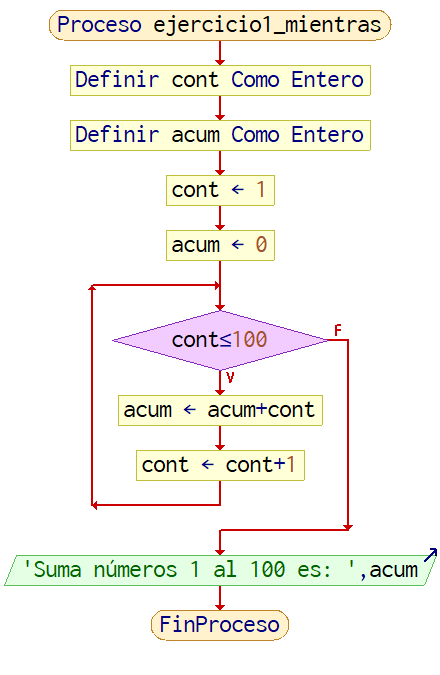 Proceso ejercicio1_mientras
Definir cont Como Entero
Definir acum Como Entero
cont ← 1
acum ← 0
cont≤100
F
V
acum ← acum+cont
cont ← cont+1
'Suma números 1 al 100 es: ',acum
FinProceso